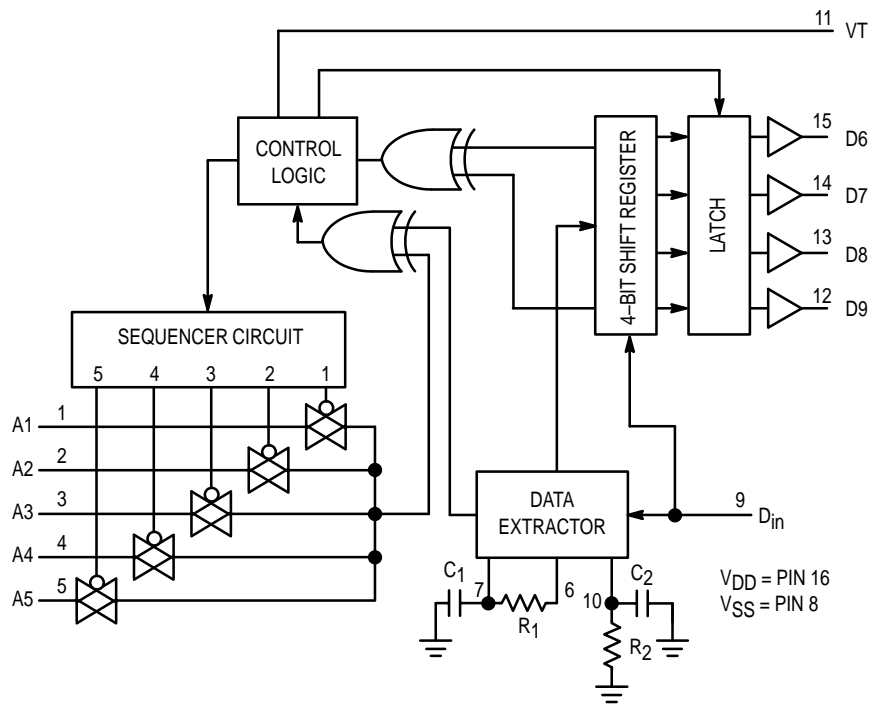 11 VT
CONTROL LOGIC
4–BIT SHIFT REGISTER
LATCH
15 D6
14 D7
13 D8
12 D9
SEQUENCER CIRCUIT
5 4 3 2 1
A1 1
A2 2
A3 3
A4 4
A5 5
DATA EXTRACTOR
9 Din
C1 7 R1 6
10 C2 R2
VDD = PIN 16
VSS = PIN 8